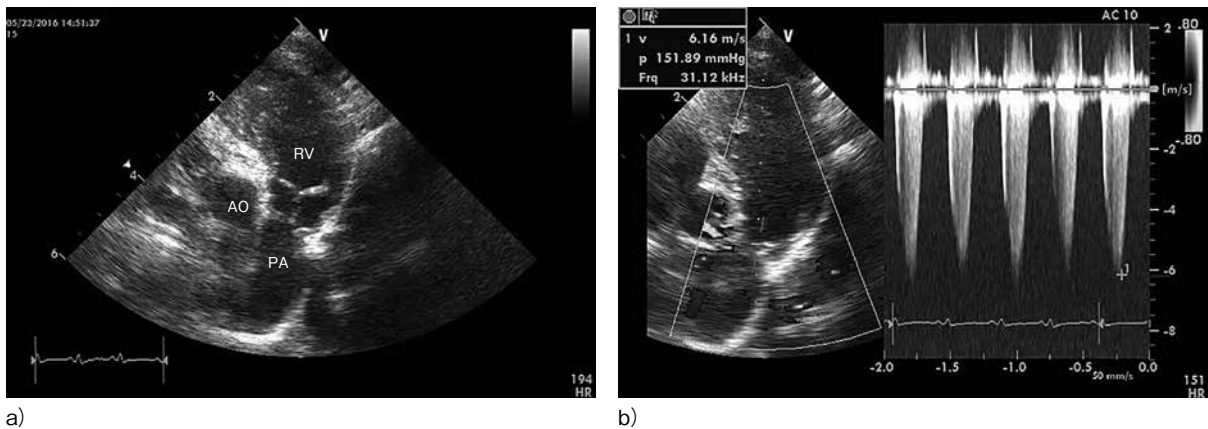 05/23/2016 14:51:37
15
V
2
4
6
RV
AO
PA
194
HR
a)
1 v 6.16 m/s
p 151.89 mmHg
Frq 31.12 kHz
V
2
AC 10
2
.80
[m/s]
-.80
-2
-4
-6
-8
1
-2.0 -1.5 -1.0 -0.5 0.0
50 mm/s
151
HR
b)